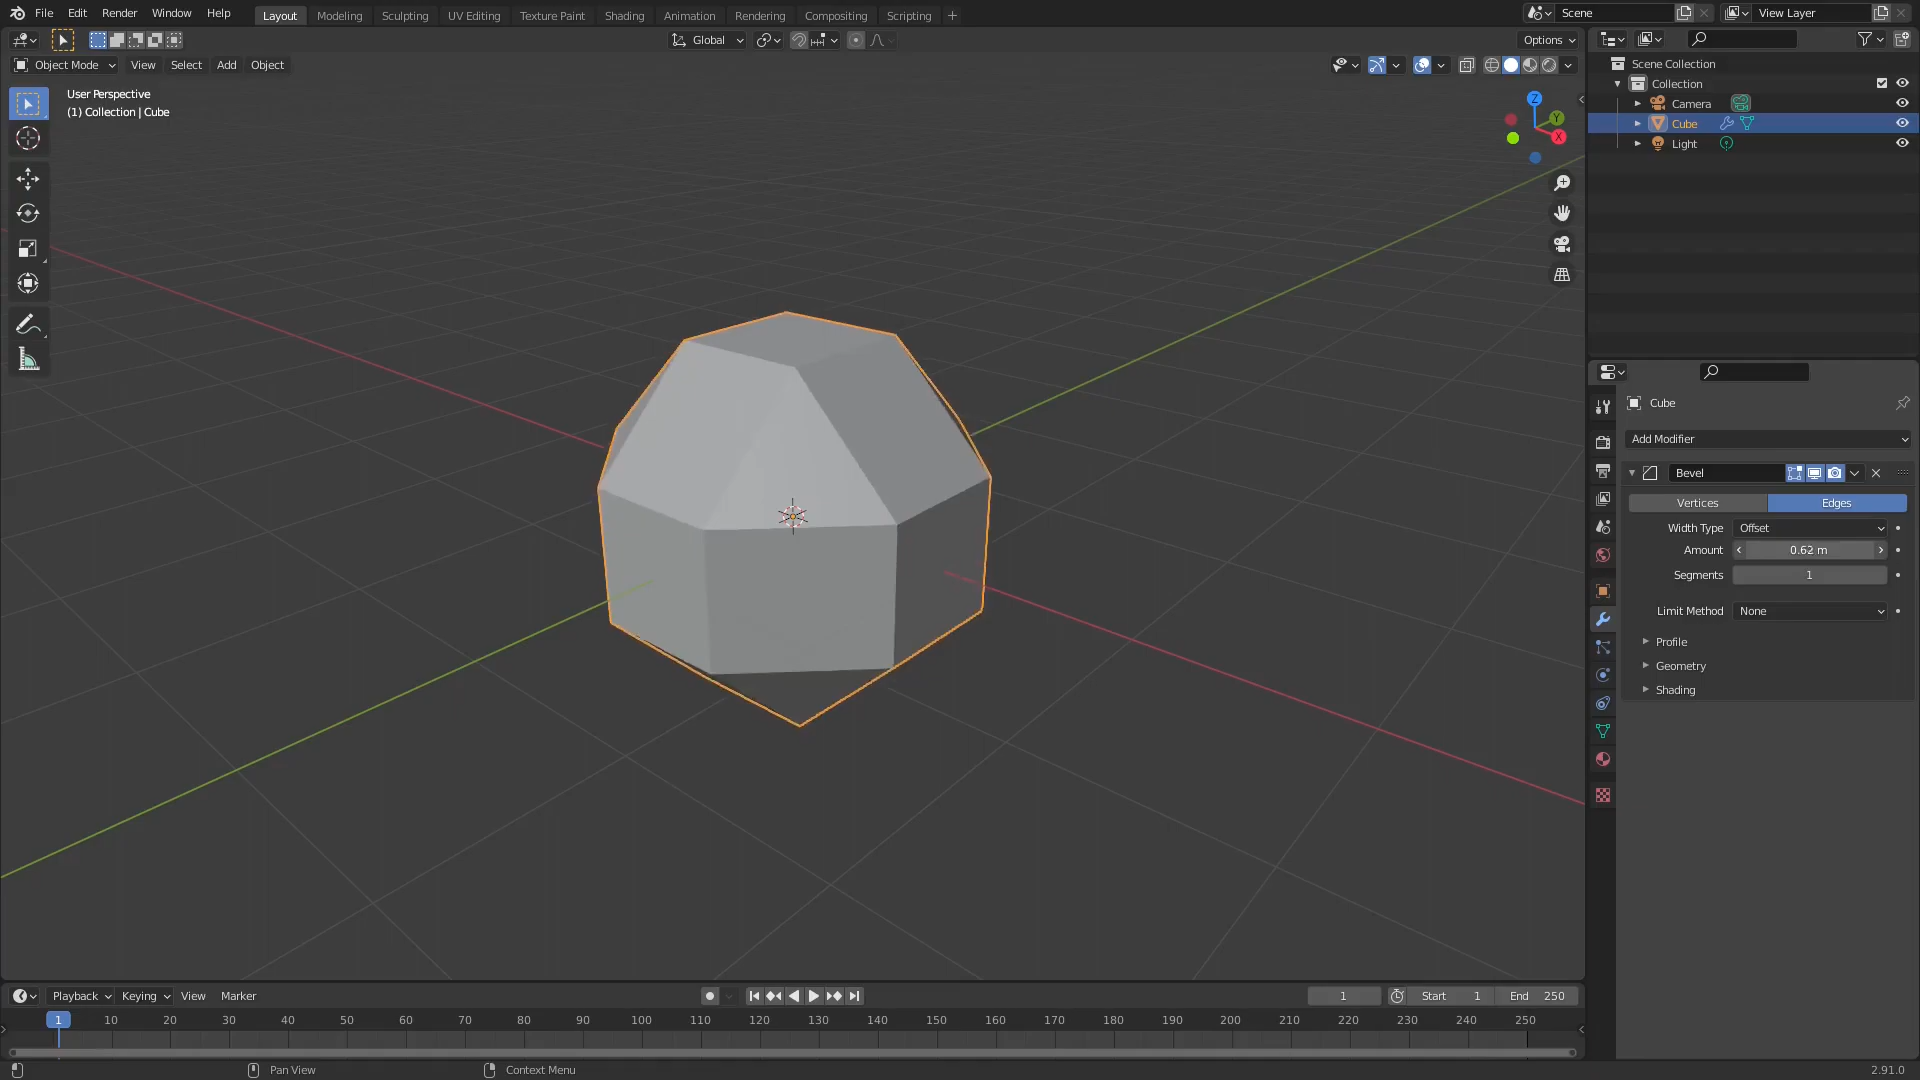 File Edit Render Window Help Layout Modeling Sculpting UV Editing Texture Paint Shading Animation Rendering Compositing Scripting Scene View Layer
Global Options
Object Mode View Select Add Object
User Perspective
(1) Collection | Cube
Z
Y
X
Scene Collection
Collection
Camera
Cube
Light
Cube
Add Modifier
Bevel
Vertices Edges
Width Type Offset
Amount 0.62 m
Segments 1
Limit Method None
Profile
Geometry
Shading
Playback Keying View Marker 1 Start 1 End 250
1 10 20 30 40 50 60 70 80 90 100 110 120 130 140 150 160 170 180 190 200 210 220 230 240 250
Pan View Context Menu 2.91.0